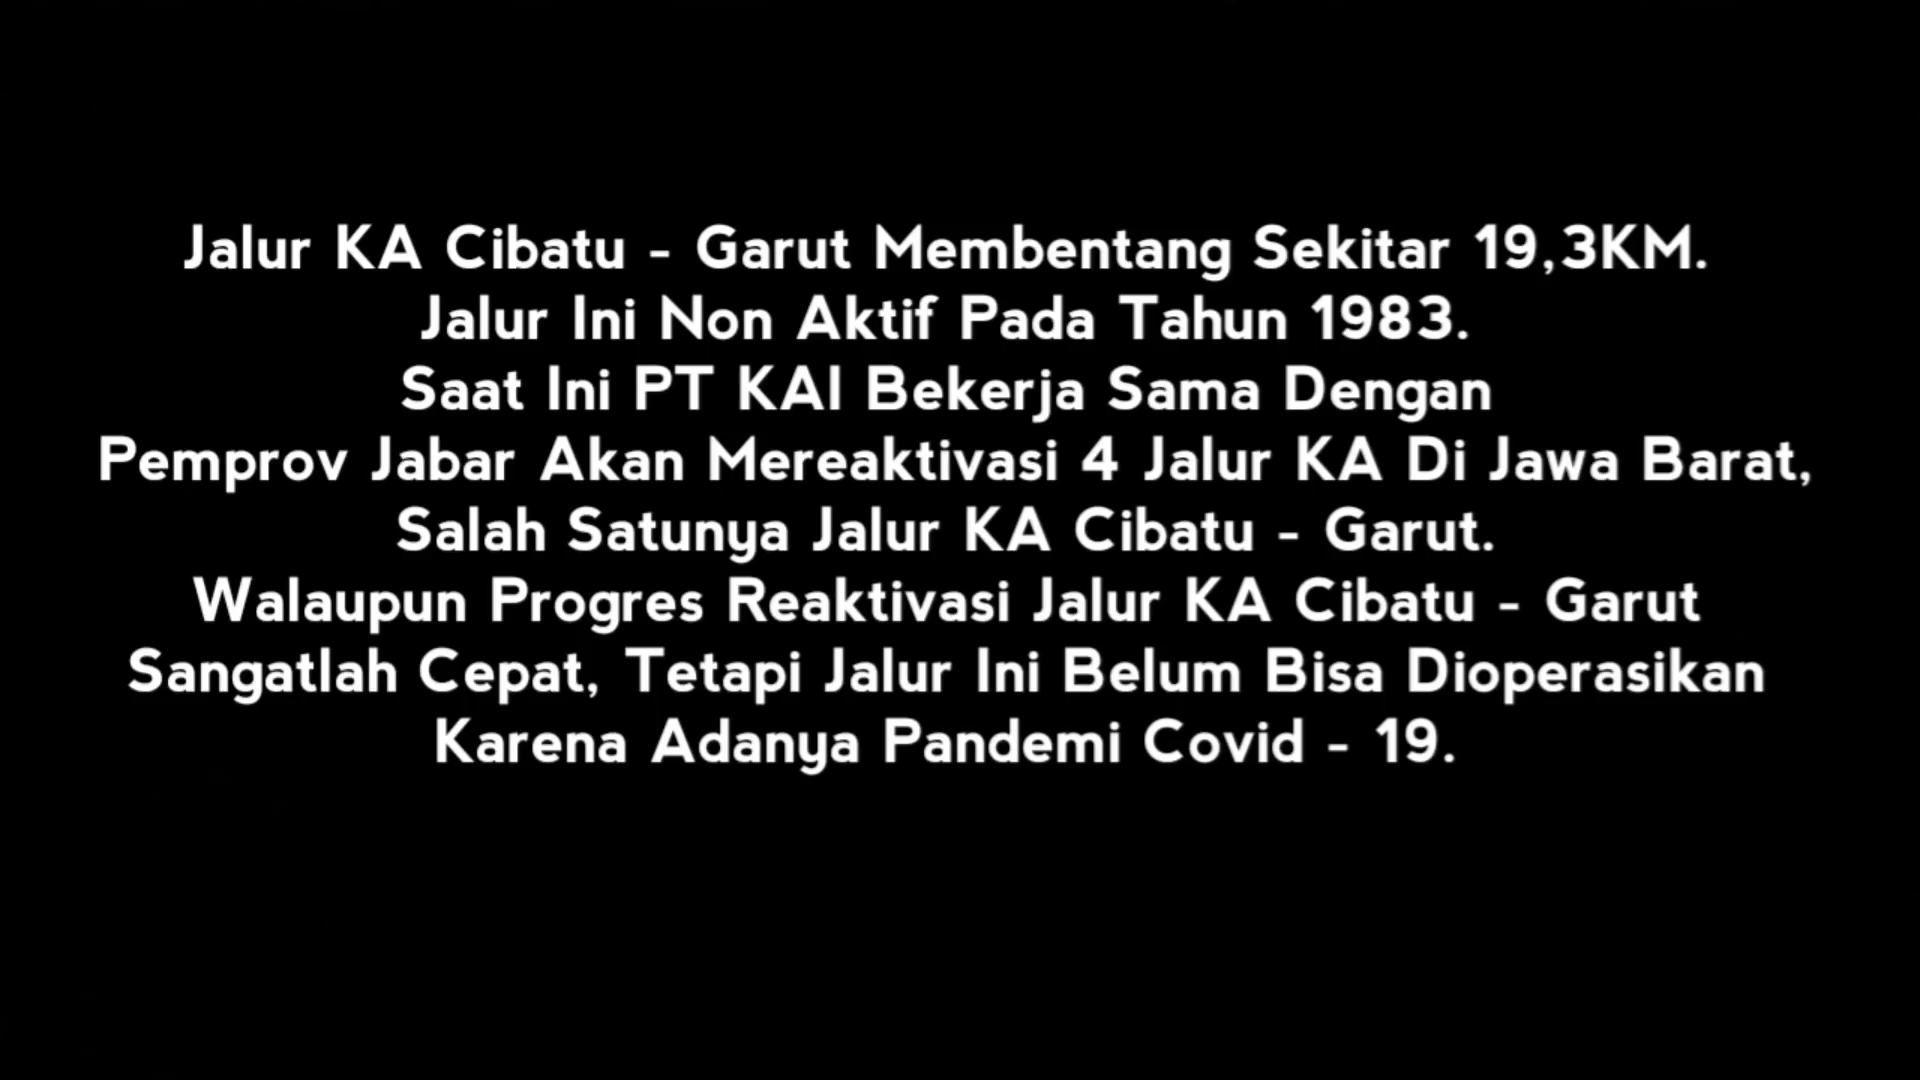 Jalur KA Cibatu - Garut Membentang Sekitar 19,3KM.
Jalur Ini Non Aktif Pada Tahun 1983.
Saat Ini PT KAI Bekerja Sama Dengan
Pemprov Jabar Akan Mereaktivasi 4 Jalur KA Di Jawa Barat,
Salah Satunya Jalur KA Cibatu - Garut.
Walaupun Progres Reaktivasi Jalur KA Cibatu - Garut
Sangatlah Cepat, Tetapi Jalur Ini Belum Bisa Dioperasikan
Karena Adanya Pandemi Covid - 19.